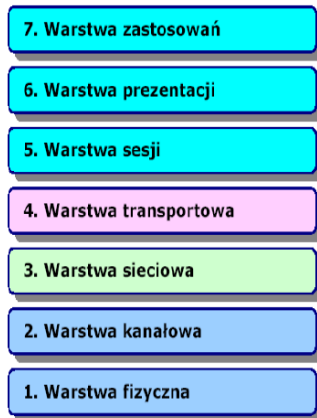 7. Warstwa zastosowań
6. Warstwa prezentacji
5. Warstwa sesji
4. Warstwa transportowa
3. Warstwa sieciowa
2. Warstwa kanałowa
1. Warstwa fizyczna